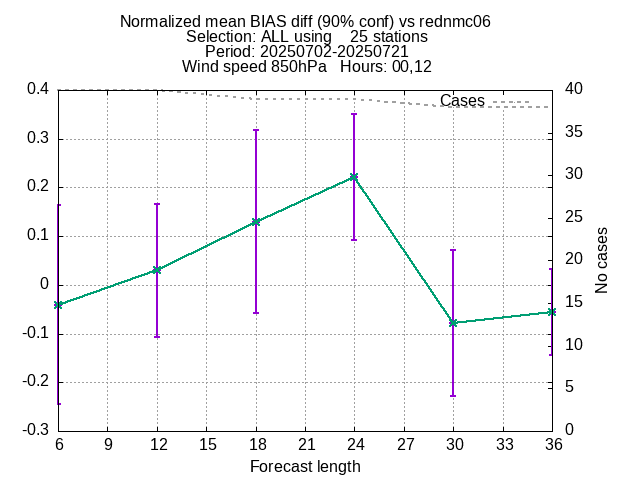 Normalized mean BIAS diff (90% conf) vs rednmc06
Selection: ALL using 25 stations
Period: 20250702-20250721
Wind speed 850hPa Hours: 00,12
0.4
0.3
0.2
0.1
0
-0.1
-0.2
-0.3
Cases
40
35
30
25
20
15
10
5
0
No cases
6 9 12 15 18 21 24 27 30 33 36
Forecast length